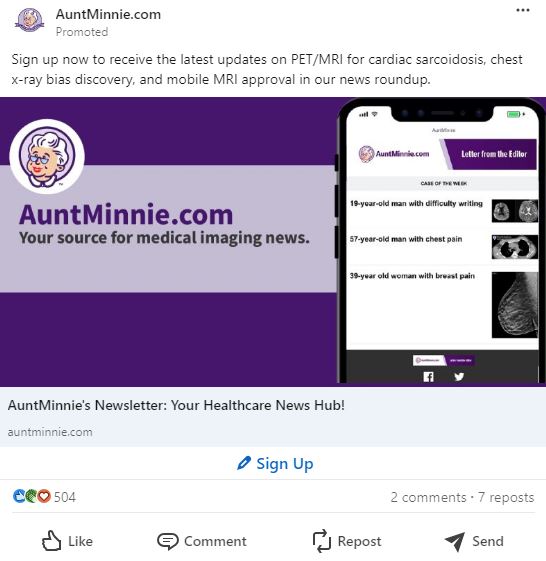 AuntMinnie.com
Promoted
Sign up now to receive the latest updates on PET/MRI for cardiac sarcoidosis, chest
x-ray bias discovery, and mobile MRI approval in our news roundup.
AuntMinnie.com
Your source for medical imaging news.
AuntMinnie
AuntMinnie.com
Letter from the Editor
CASE OF THE WEEK
19-year-old man with difficulty writing
57-year-old man with chest pain
39-year old woman with breast pain
AuntMinnie's Newsletter: Your Healthcare News Hub!
auntminnie.com
Sign Up
504
2 comments · 7 reposts
Like
Comment
Repost
Send